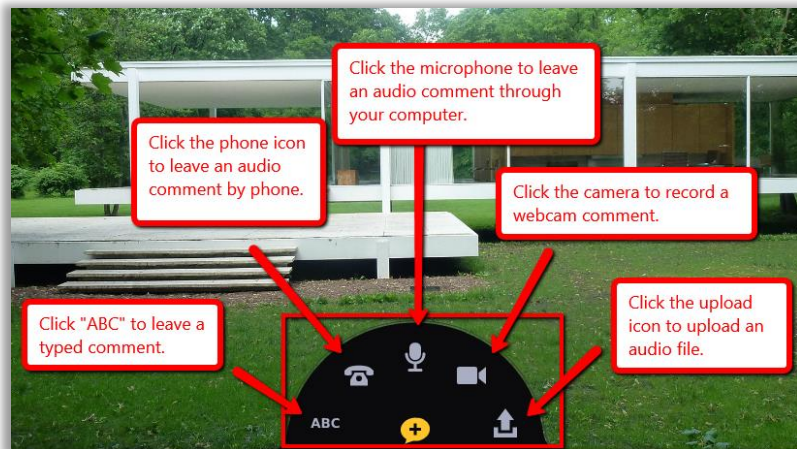 Click the microphone to leave
an audio comment through
your computer.
Click the phone icon
to leave an audio
comment by phone.
Click the camera to record a
webcam comment.
Click "ABC" to leave a
typed comment.
Click the upload
icon to upload an
audio file.
ABC